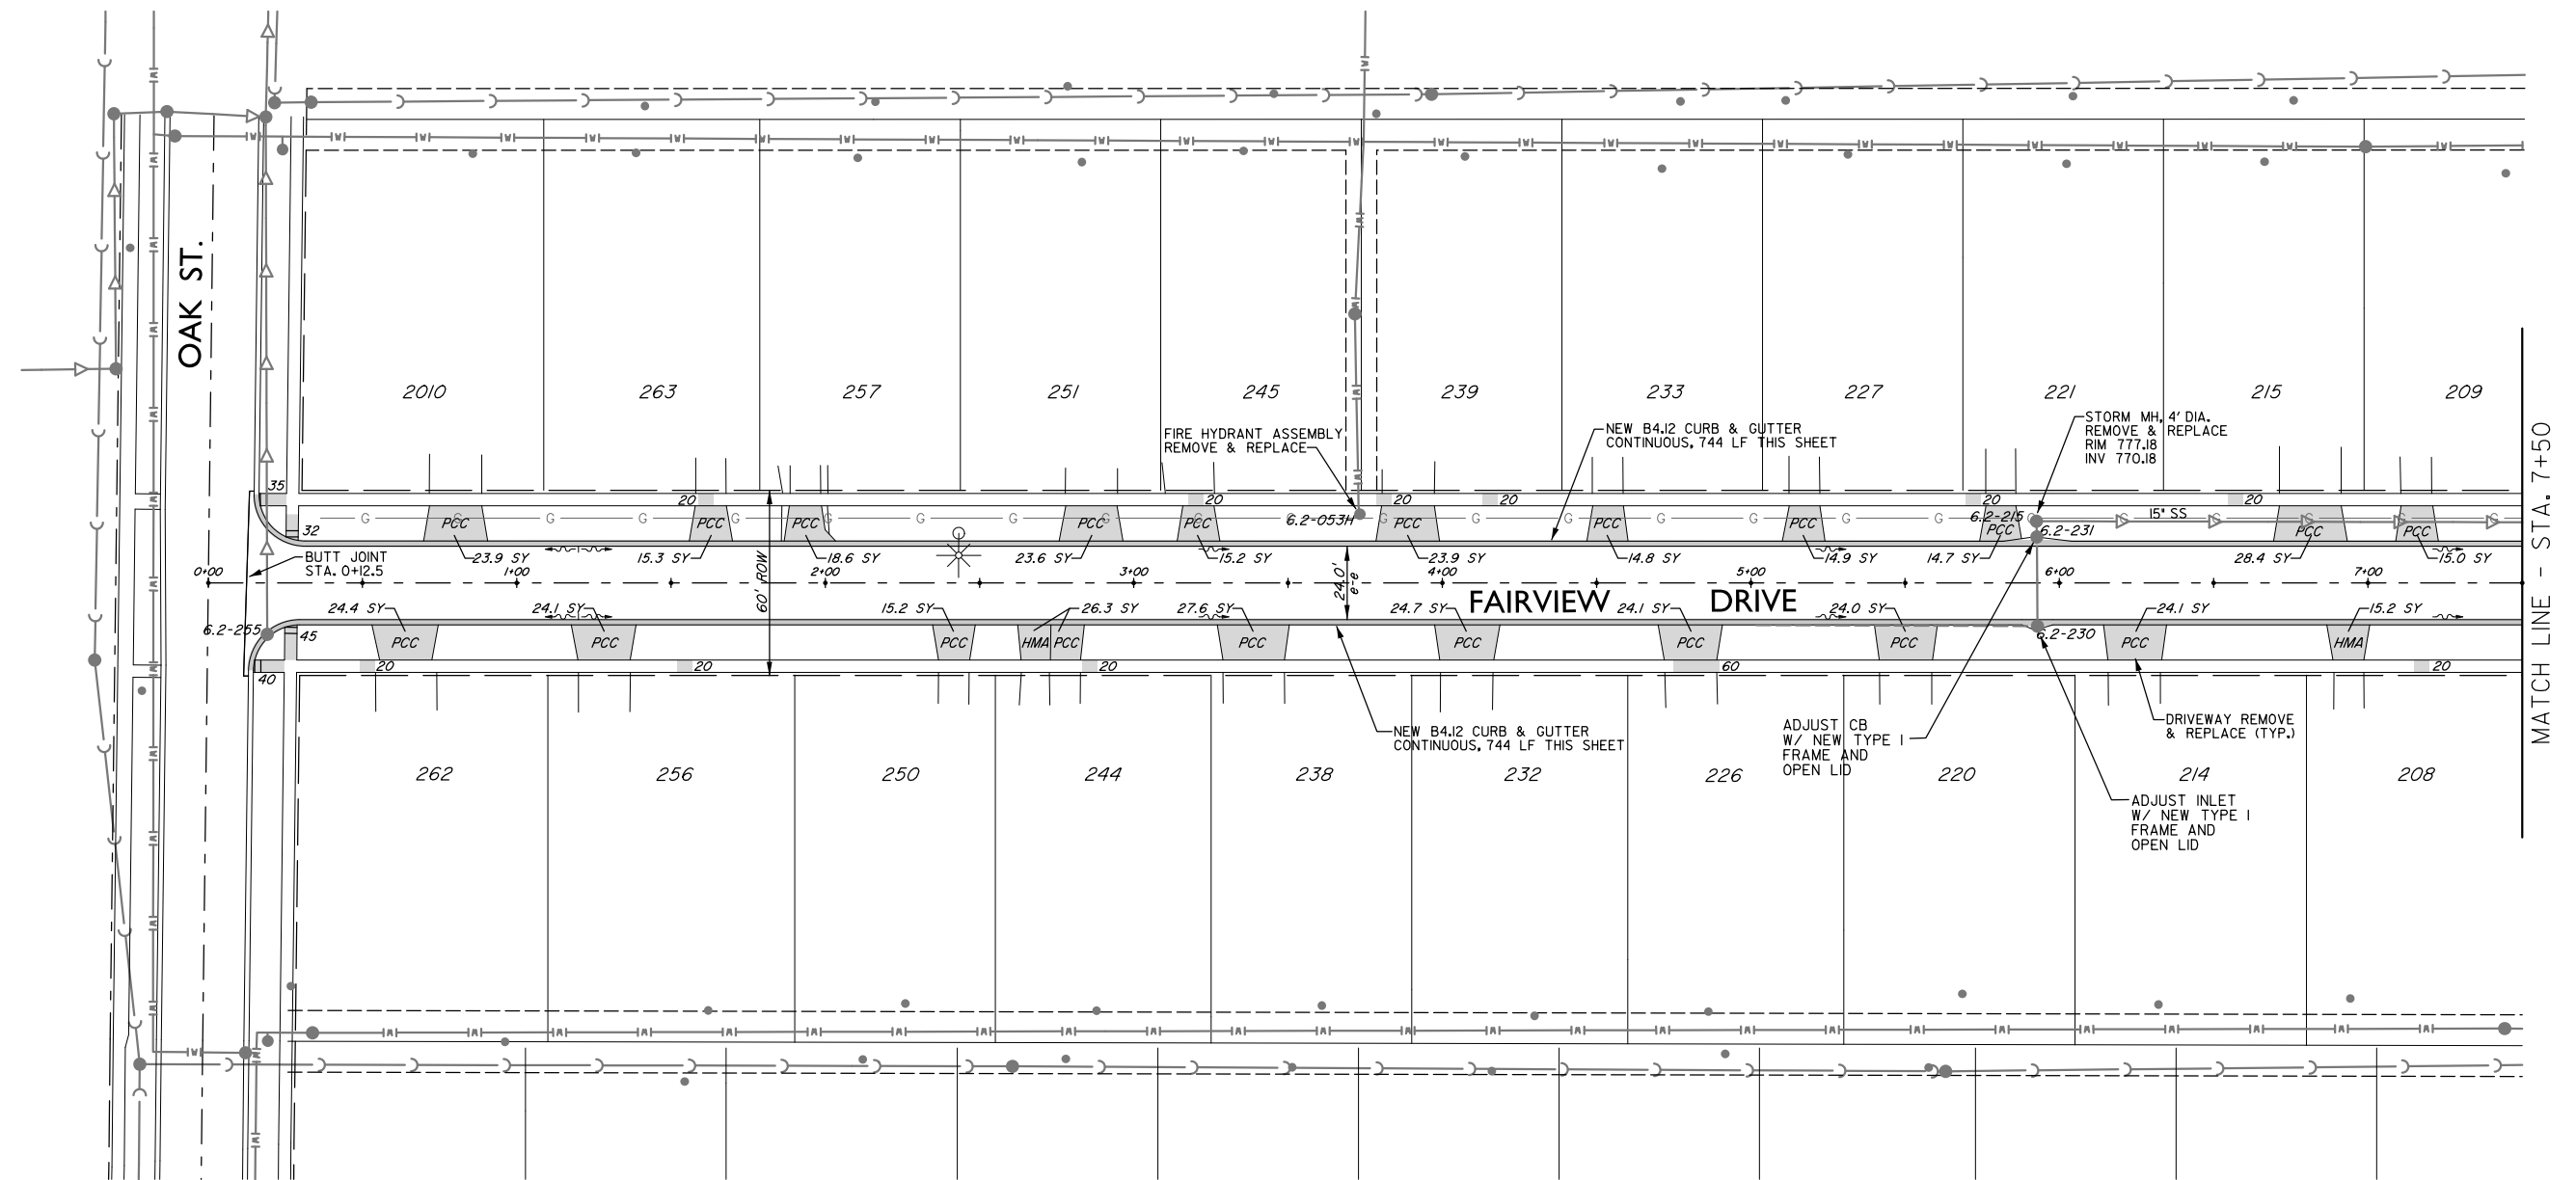 OAK ST.
2010
263
257
251
245
239
233
227
221
215
209
FIRE HYDRANT ASSEMBLY
REMOVE & REPLACE
NEW B4.12 CURB & GUTTER
CONTINUOUS, 744 LF THIS SHEET
STORM MH, 4' DIA.
REMOVE & REPLACE
RIM 777.18
INV 770.18
MATCH LINE - STA. 7+50
35
20
20
20
20
20
20
32
PCC
PCC
PCC
PCC
PCC
6.2-053H
PCC
PCC
PCC
6.2-215
PCC
6.2-231
15" SS
PCC
PCC
BUTT JOINT
STA. 0+12.5
23.9 SY
15.3 SY
18.6 SY
23.6 SY
15.2 SY
23.9 SY
14.8 SY
14.9 SY
14.7 SY
28.4 SY
15.0 SY
0+00
1+00
2+00
3+00
4+00
5+00
6+00
7+00
60' ROW
24.0'
e-e
FAIRVIEW DRIVE
24.4 SY
24.1 SY
15.2 SY
26.3 SY
27.6 SY
24.7 SY
24.1 SY
24.0 SY
24.1 SY
15.2 SY
6.2-255
45
PCC
PCC
PCC
HMA
PCC
PCC
PCC
PCC
PCC
6.2-230
PCC
HMA
40
20
20
20
60
20
NEW B4.12 CURB & GUTTER
CONTINUOUS, 744 LF THIS SHEET
ADJUST CB
W/ NEW TYPE 1
FRAME AND
OPEN LID
DRIVEWAY REMOVE
& REPLACE (TYP.)
262
256
250
244
238
232
226
220
214
208
ADJUST INLET
W/ NEW TYPE 1
FRAME AND
OPEN LID